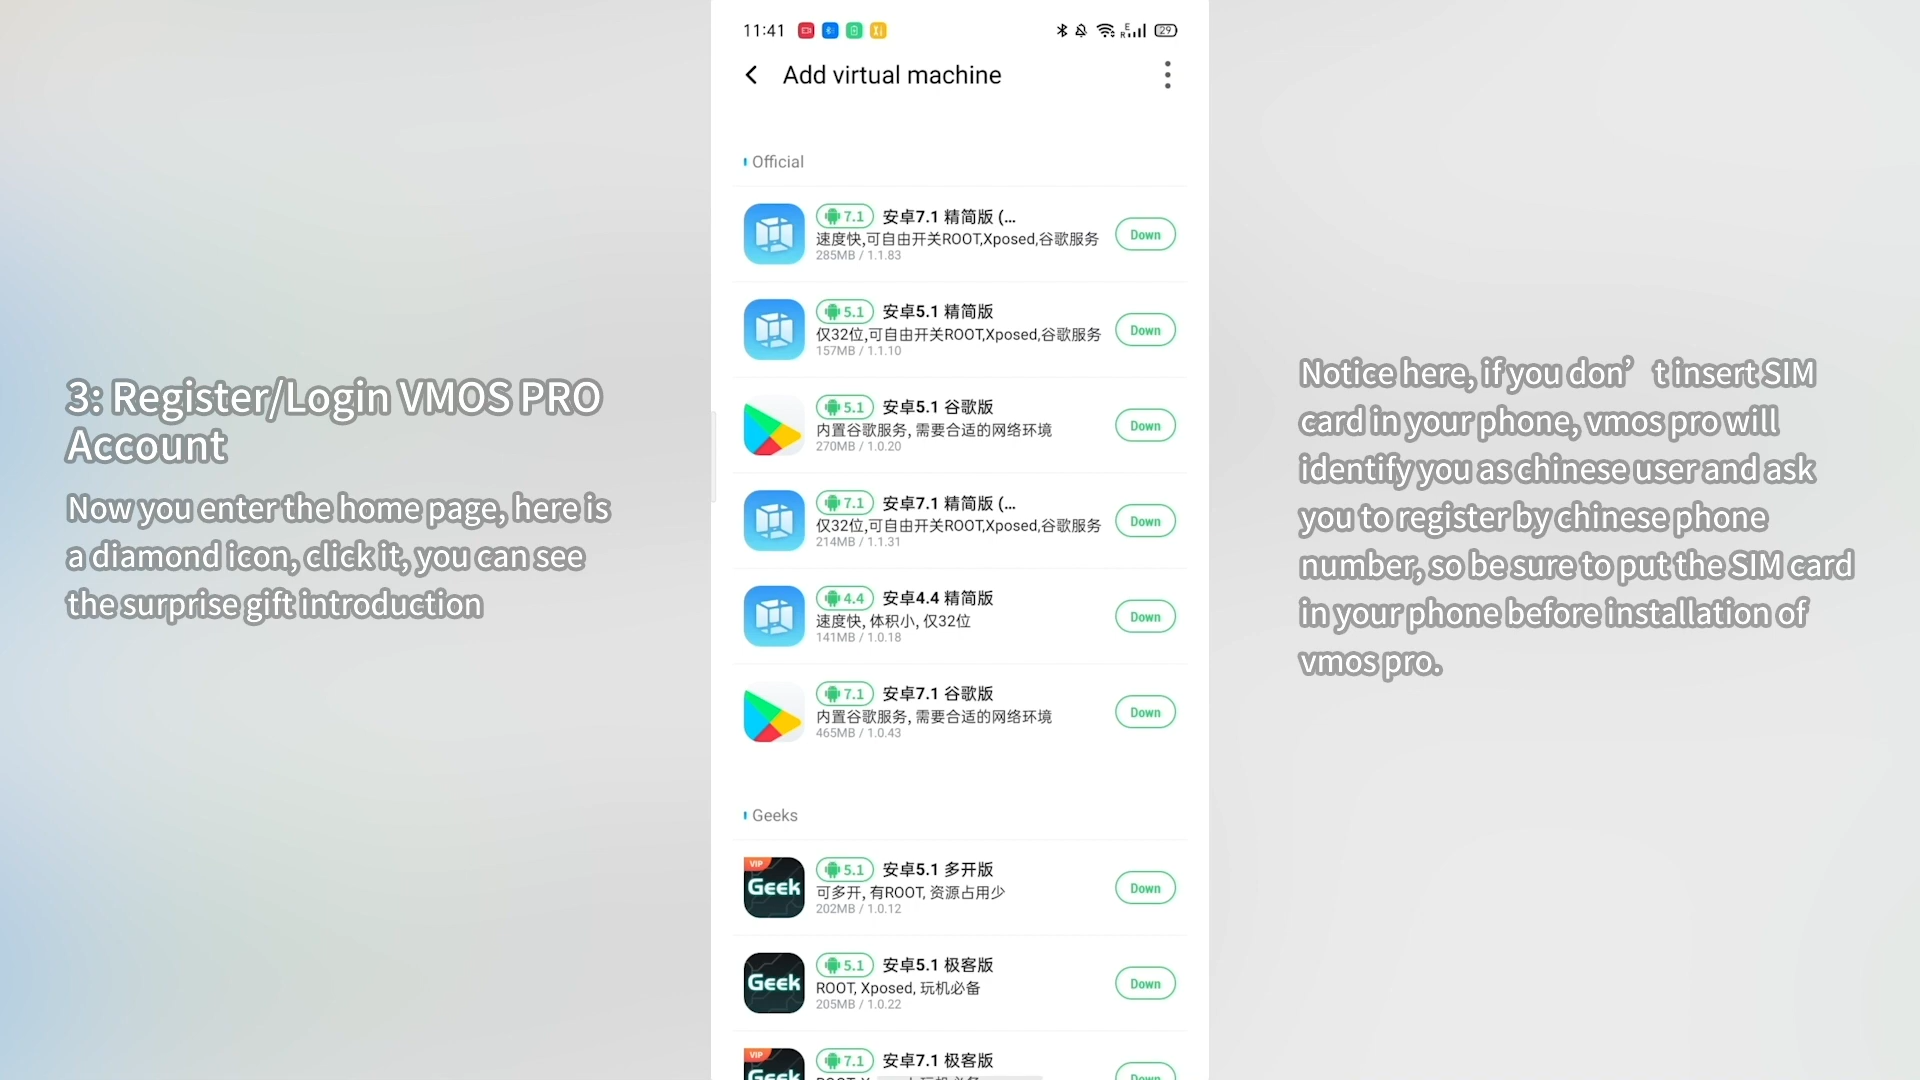 11:41
29
Add virtual machine
Official
7.1 安卓7.1 精简版 (...
速度快,可自由开关ROOT,Xposed,谷歌服务
285MB / 1.1.83
Down
5.1 安卓5.1 精简版
仅32位,可自由开关ROOT,Xposed,谷歌服务
157MB / 1.1.10
Down
5.1 安卓5.1 谷歌版
内置谷歌服务, 需要合适的网络环境
270MB / 1.0.20
Down
7.1 安卓7.1 精简版 (...
仅32位,可自由开关ROOT,Xposed,谷歌服务
214MB / 1.1.31
Down
4.4 安卓4.4 精简版
速度快, 体积小, 仅32位
141MB / 1.0.18
Down
7.1 安卓7.1 谷歌版
内置谷歌服务, 需要合适的网络环境
465MB / 1.0.43
Down
Geeks
VIP
Geek
5.1 安卓5.1 多开版
可多开, 有ROOT, 资源占用少
202MB / 1.0.12
Down
Geek
5.1 安卓5.1 极客版
ROOT, Xposed, 玩机必备
205MB / 1.0.22
Down
VIP
Geek
7.1 安卓7.1 极客版
Down
3: Register/Login VMOS PRO
Account
Now you enter the home page, here is
a diamond icon, click it, you can see
the surprise gift introduction
Notice here, if you don’t insert SIM
card in your phone, vmos pro will
identify you as chinese user and ask
you to register by chinese phone
number, so be sure to put the SIM card
in your phone before installation of
vmos pro.